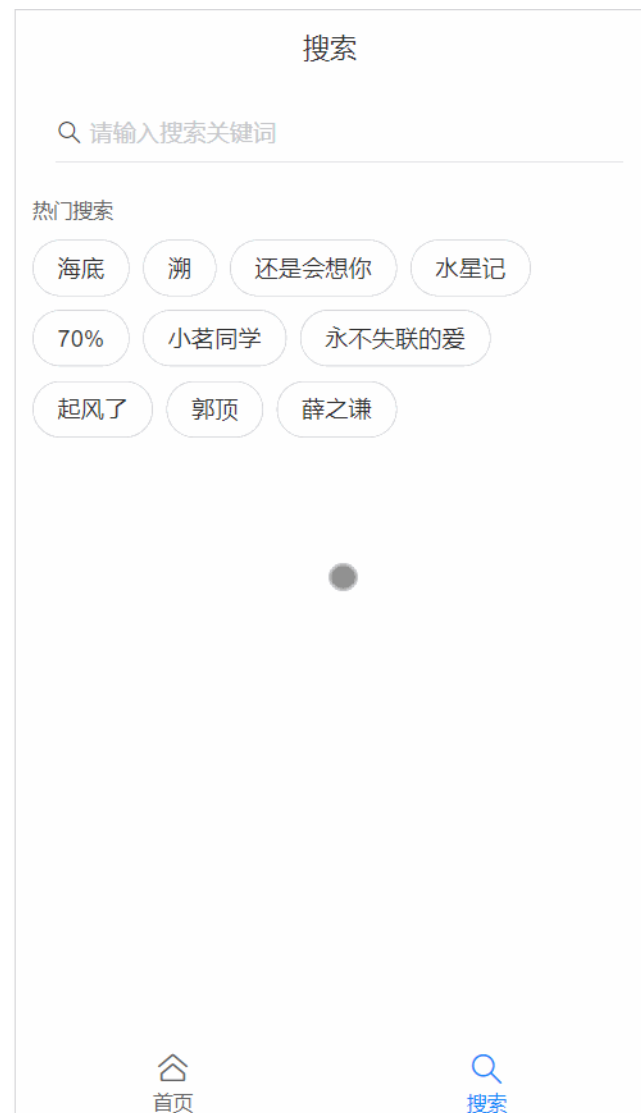 搜索
请输入搜索关键词
热门搜索
海底 溯 还是会想你 水星记
70% 小茗同学 永不失联的爱
起风了 郭顶 薛之谦
首页 搜索